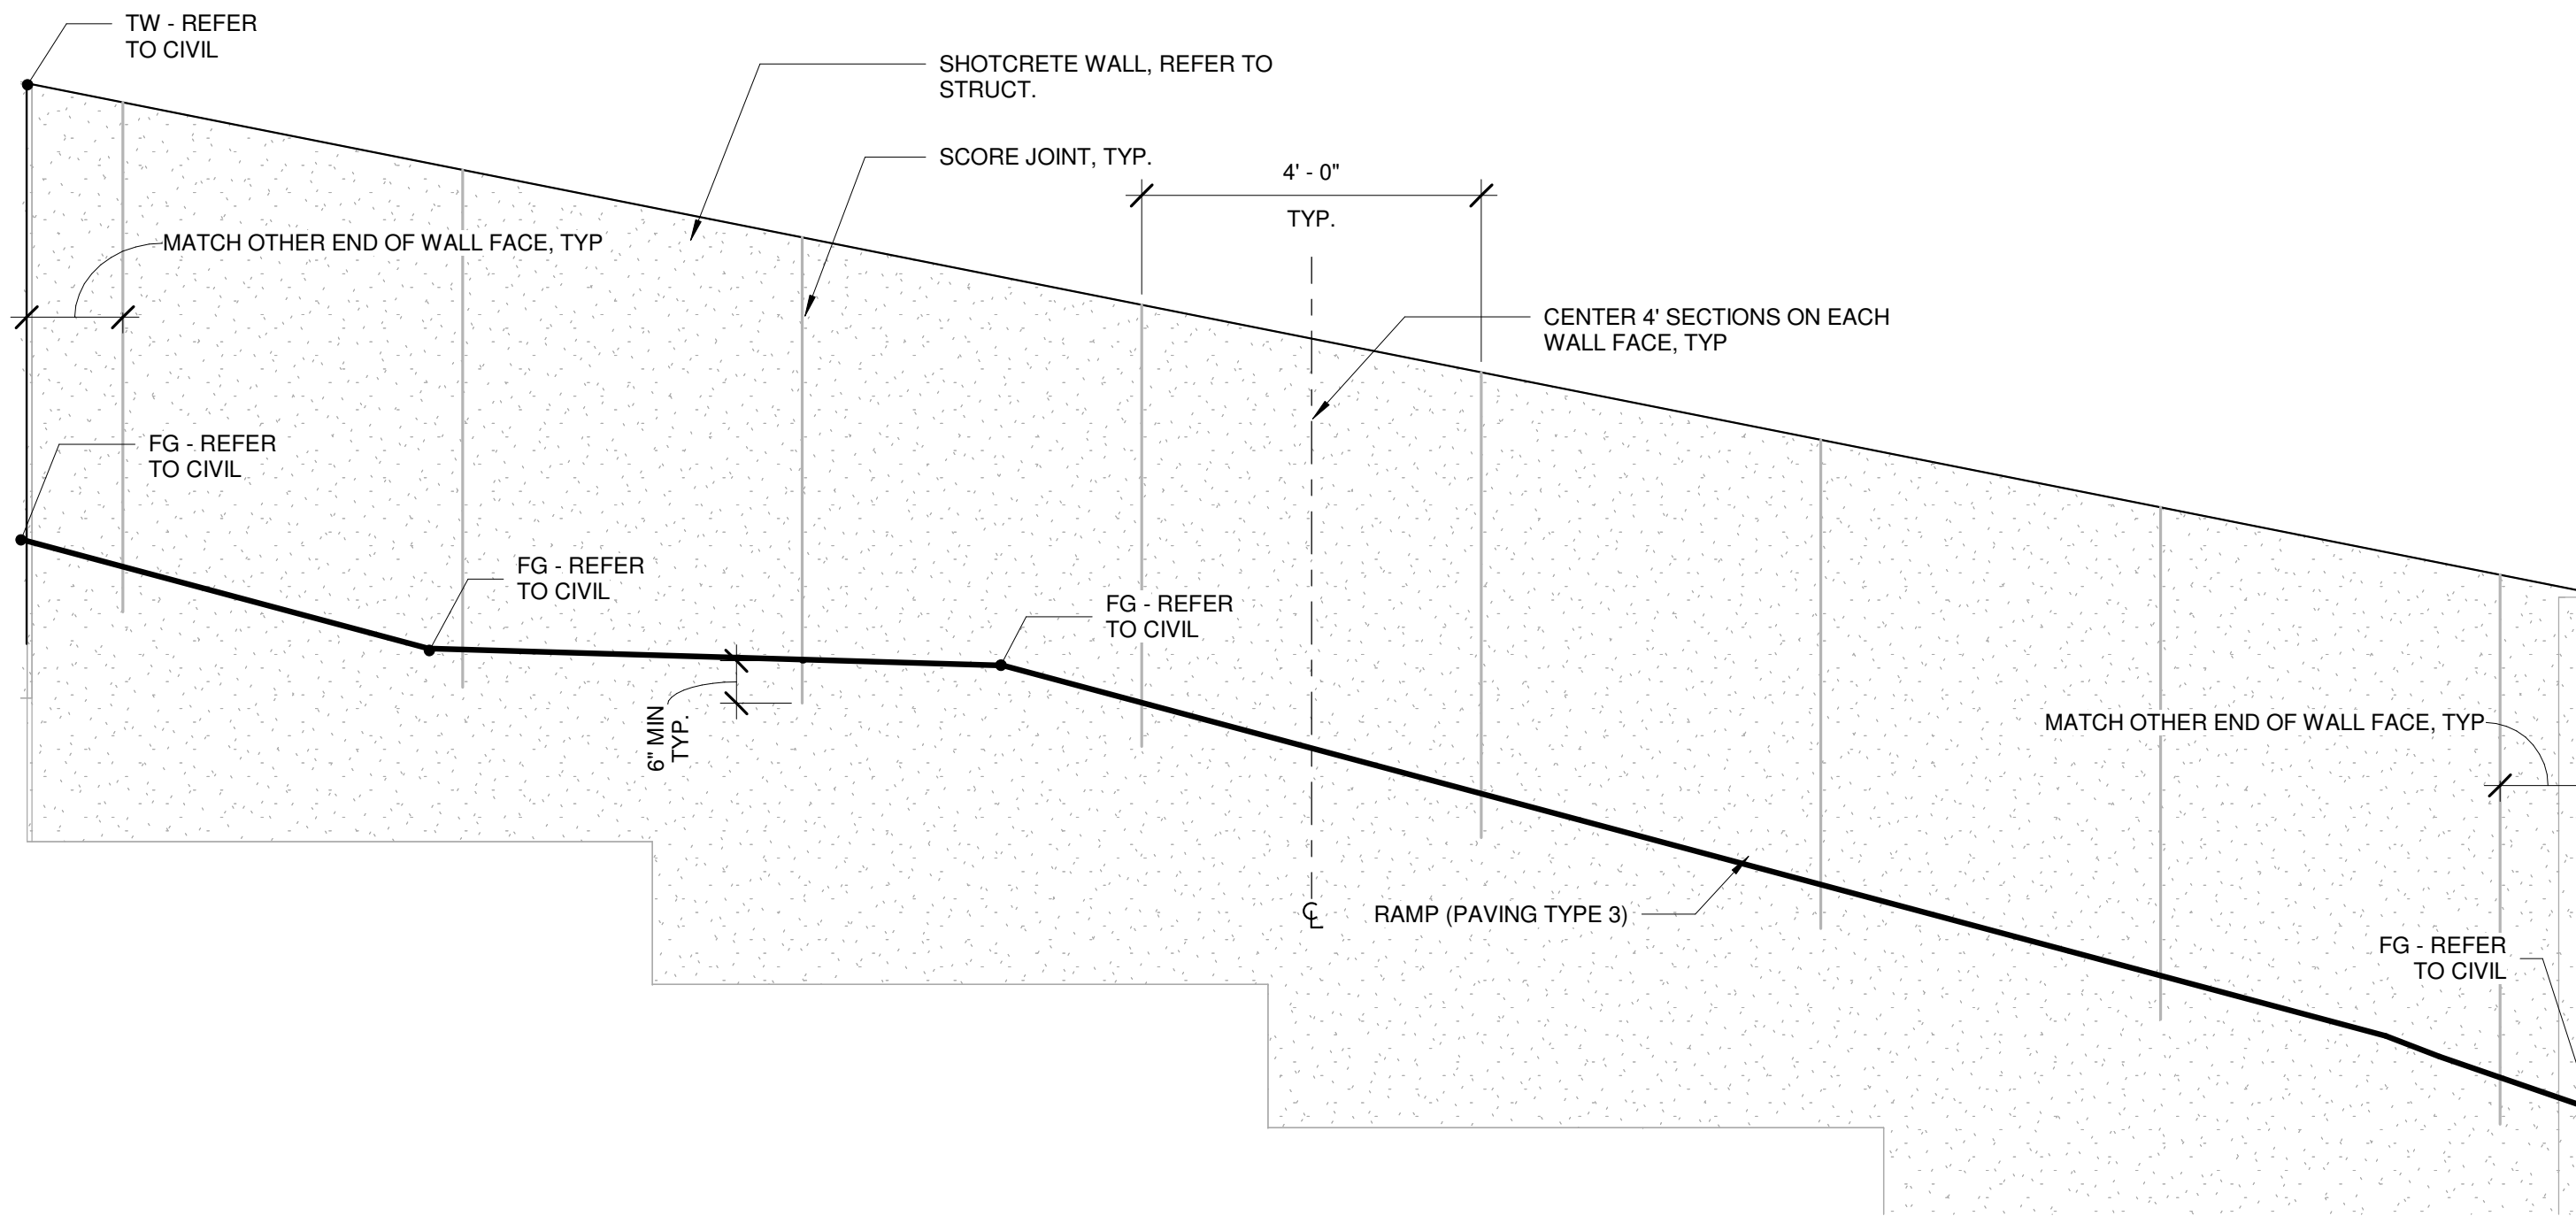 TW - REFER
TO CIVIL
SHOTCRETE WALL, REFER TO
STRUCT.
SCORE JOINT, TYP.
4' - 0"
TYP.
MATCH OTHER END OF WALL FACE, TYP
CENTER 4' SECTIONS ON EACH
WALL FACE, TYP
FG - REFER
TO CIVIL
FG - REFER
TO CIVIL
FG - REFER
TO CIVIL
6" MIN
TYP.
MATCH OTHER END OF WALL FACE, TYP
RAMP (PAVING TYPE 3)
FG - REFER
TO CIVIL